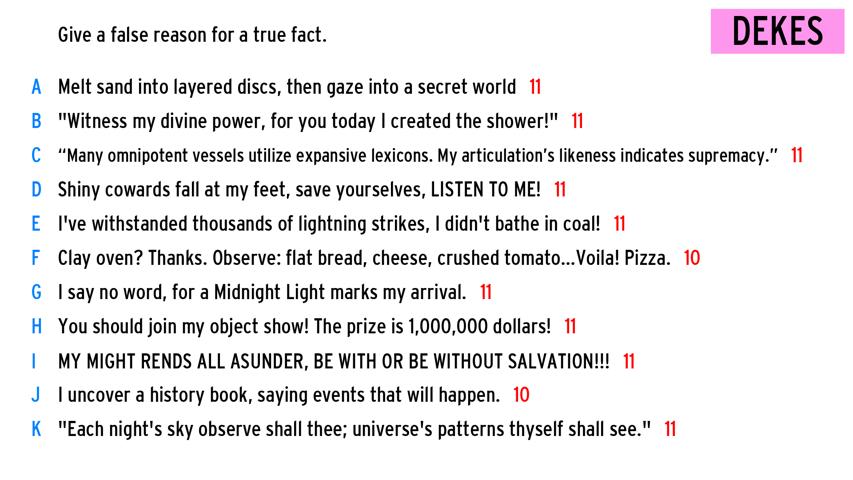 Give a false reason for a true fact.
DEKES
A Melt sand into layered discs, then gaze into a secret world 11
B "Witness my divine power, for you today I created the shower!" 11
C “Many omnipotent vessels utilize expansive lexicons. My articulation’s likeness indicates supremacy.” 11
D Shiny cowards fall at my feet, save yourselves, LISTEN TO ME! 11
E I've withstanded thousands of lightning strikes, I didn't bathe in coal! 11
F Clay oven? Thanks. Observe: flat bread, cheese, crushed tomato...Voila! Pizza. 10
G I say no word, for a Midnight Light marks my arrival. 11
H You should join my object show! The prize is 1,000,000 dollars! 11
I MY MIGHT RENDS ALL ASUNDER, BE WITH OR BE WITHOUT SALVATION!!! 11
J I uncover a history book, saying events that will happen. 10
K "Each night's sky observe shall thee; universe's patterns thyself shall see." 11